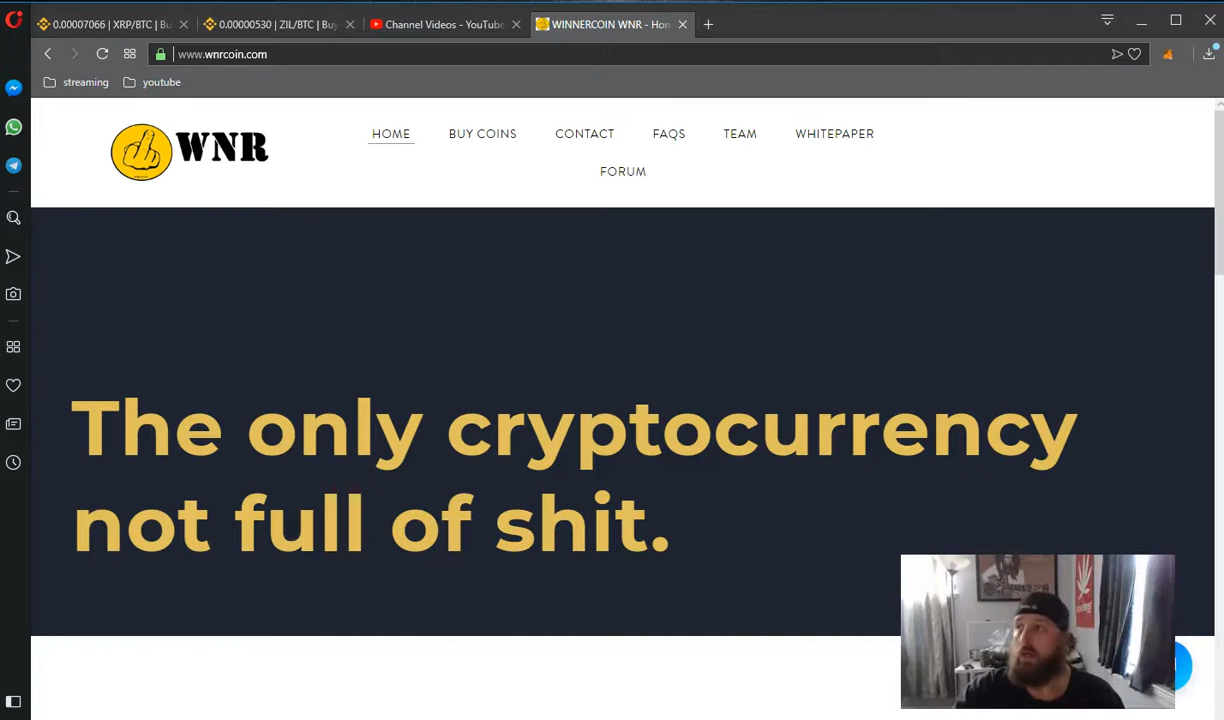 0.00007666 | XRP/BTC | Bu
0.00000530 | ZIL/BTC | Buy
Channel Videos - YouTube
WINNERCOIN WNR - Hom
www.wnrcoin.com
streaming
youtube
WNR
HOME
BUY COINS
CONTACT
FAQS
TEAM
WHITEPAPER
FORUM
The only cryptocurrency
not full of shit.